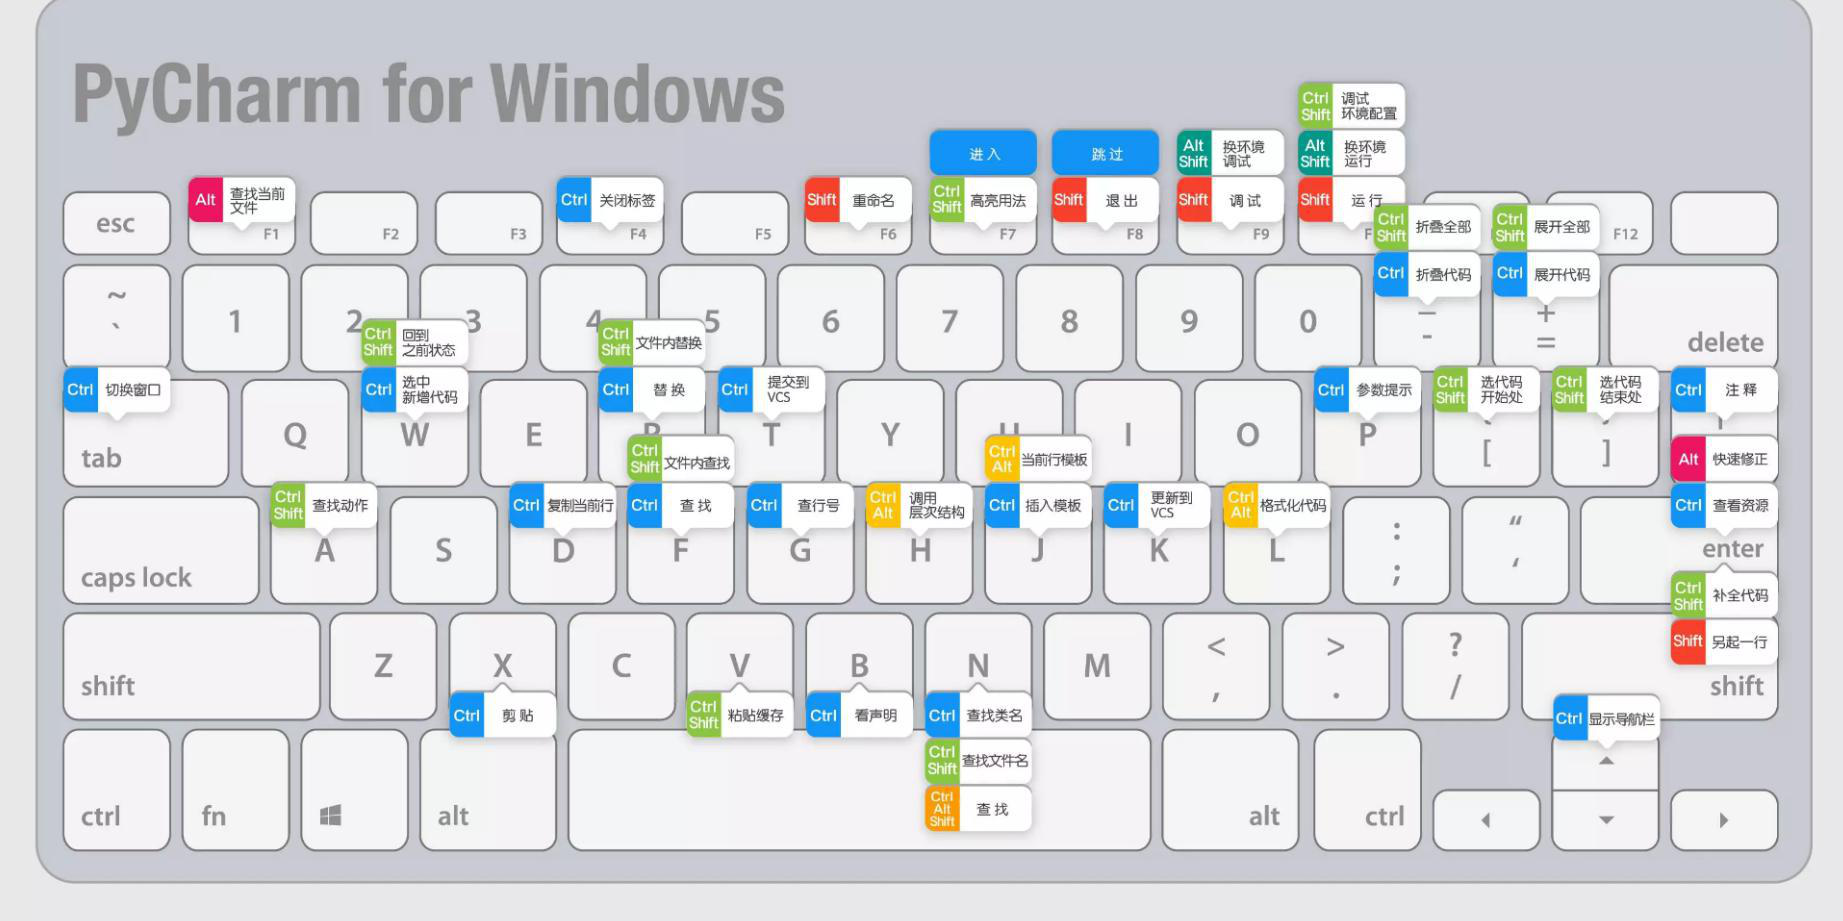 PyCharm for Windows
Ctrl Shift 调试 环境配置
进入
跳过
Alt Shift 换环境 调试
Alt Shift 换环境 运行
esc
Alt 查找当前 文件 F1
F2
F3
Ctrl 关闭标签 F4
F5
Shift 重命名 F6
Ctrl Shift 高亮用法 F7
Shift 退出 F8
Shift 调试 F9
Shift 运行 F
Ctrl Shift 折叠全部
Ctrl Shift 展开全部
F12
Ctrl 折叠代码
Ctrl 展开代码
~ `
1
2
3
4
5
6
7
8
9
0
– -
+ =
delete
Ctrl Shift 回到 之前状态
Ctrl Shift 文件内替换
Ctrl 切换窗口
Ctrl 选中 新增代码
Ctrl 替换
Ctrl 提交到 VCS
Ctrl 参数提示
Ctrl Shift 选代码 开始处
Ctrl Shift 选代码 结束处
Ctrl 注释
tab
Q
W
E
R
T
Y
U
I
O
P
[
]
Ctrl Shift 文件内查找
Ctrl Alt 当前行模板
Alt 快速修正
Ctrl Shift 查找动作
Ctrl 复制当前行
Ctrl 查找
Ctrl 查行号
Ctrl Alt 调用 层次结构
Ctrl 插入模板
Ctrl 更新到 VCS
Ctrl Alt 格式化代码
Ctrl 查看资源
caps lock
A
S
D
F
G
H
J
K
L
: ;
“ ‘
enter
Ctrl Shift 补全代码
Shift 另起一行
shift
Z
X
C
V
B
N
M
< ,
> .
? /
shift
Ctrl 剪贴
Ctrl Shift 粘贴缓存
Ctrl 看声明
Ctrl 查找类名
Ctrl 显示导航栏
Ctrl Shift 查找文件名
Ctrl Alt Shift 查找
ctrl
fn
alt
alt
ctrl